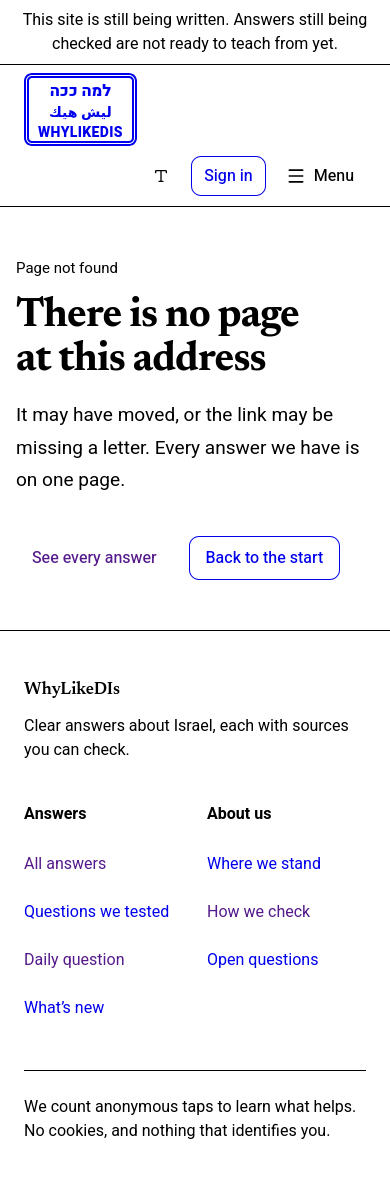 This site is still being written. Answers still being
checked are not ready to teach from yet.
למה ככה
ليش هيك
WHYLIKEDIS
T
Sign in
Menu
Page not found
There is no page
at this address
It may have moved, or the link may be
missing a letter. Every answer we have is
on one page.
See every answer
Back to the start
WhyLikeDIs
Clear answers about Israel, each with sources
you can check.
Answers
About us
All answers
Where we stand
Questions we tested
How we check
Daily question
Open questions
What’s new
We count anonymous taps to learn what helps.
No cookies, and nothing that identifies you.